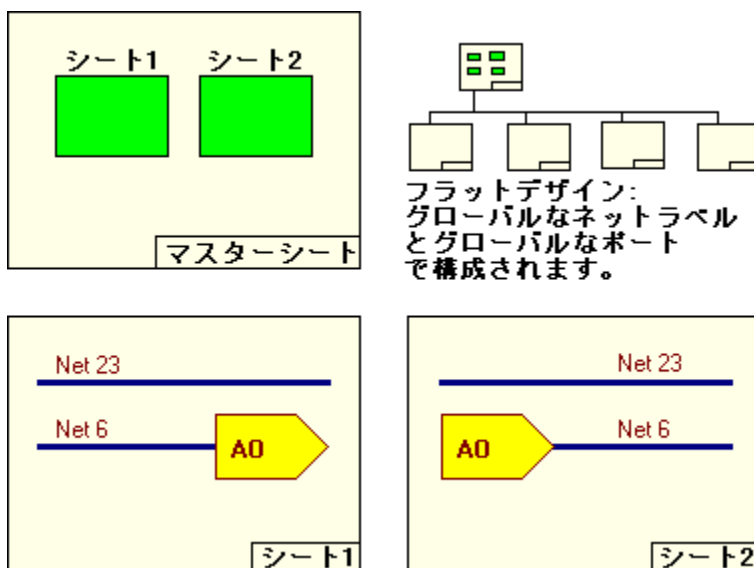 シート1
シート2
マスターシート
フラットデザイン:
グローバルなネットラベル
とグローバルなポート
で構成されます。
Net 23
Net 6
A0
シート1
Net 23
A0
Net 6
シート2